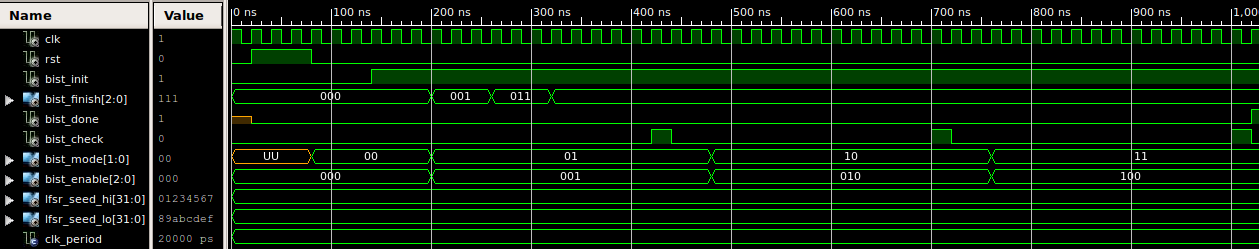 Name Value 0 ns 100 ns 200 ns 300 ns 400 ns 500 ns 600 ns 700 ns 800 ns 900 ns 1,00
clk 1
rst 0
bist_init 1
bist_finish[2:0] 111 000 001 011
bist_done 1
bist_check 0
bist_mode[1:0] 00 UU 00 01 10 11
bist_enable[2:0] 000 000 001 010 100
lfsr_seed_hi[31:0] 01234567
lfsr_seed_lo[31:0] 89abcdef
clk_period 20000 ps